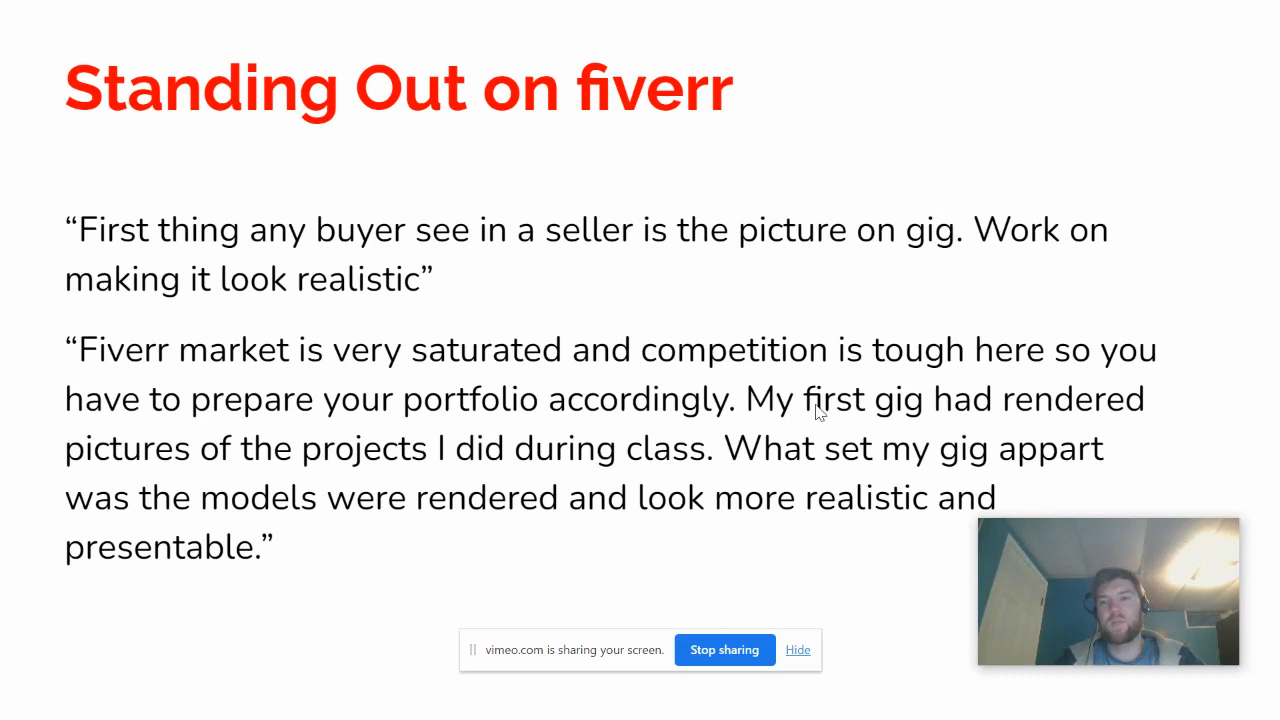 Standing Out on fiverr
“First thing any buyer see in a seller is the picture on gig. Work on
making it look realistic”
“Fiverr market is very saturated and competition is tough here so you
have to prepare your portfolio accordingly. My first gig had rendered
pictures of the projects I did during class. What set my gig appart
was the models were rendered and look more realistic and
presentable.”
vimeo.com is sharing your screen. Stop sharing Hide